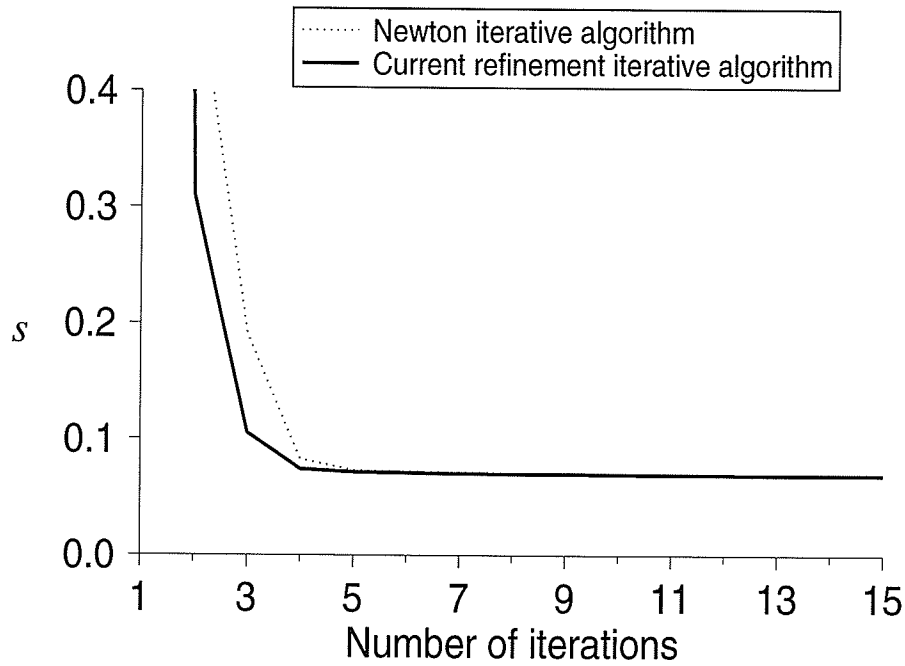 Newton iterative algorithm
Current refinement iterative algorithm
0.4
0.3
0.2
0.1
0.0
s
1 3 5 7 9 11 13 15
Number of iterations